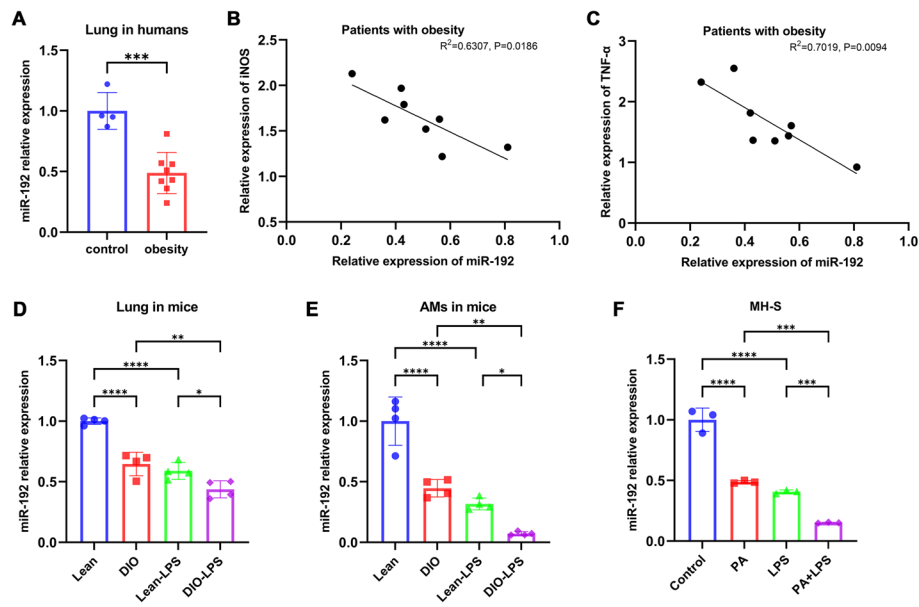 A
Lung in humans
***
miR-192 relative expression
1.5
1.0
0.5
0.0
control
obesity
B
Patients with obesity
R²=0.6307, P=0.0186
Relative expression of iNOS
2.5
2.0
1.5
1.0
0.5
0.0 0.2 0.4 0.6 0.8 1.0
Relative expression of miR-192
C
Patients with obesity
R²=0.7019, P=0.0094
Relative expression of TNF-α
3
2
1
0
0.0 0.2 0.4 0.6 0.8 1.0
Relative expression of miR-192
D
Lung in mice
**
****
**** *
miR-192 relative expression
1.5
1.0
0.5
0.0
Lean
DIO
Lean-LPS
DIO-LPS
E
AMs in mice
**
****
**** *
miR-192 relative expression
1.5
1.0
0.5
0.0
Lean
DIO
Lean-LPS
DIO-LPS
F
MH-S
***
****
**** ***
miR-192 relative expression
1.5
1.0
0.5
0.0
Control
PA
LPS
PA+LPS